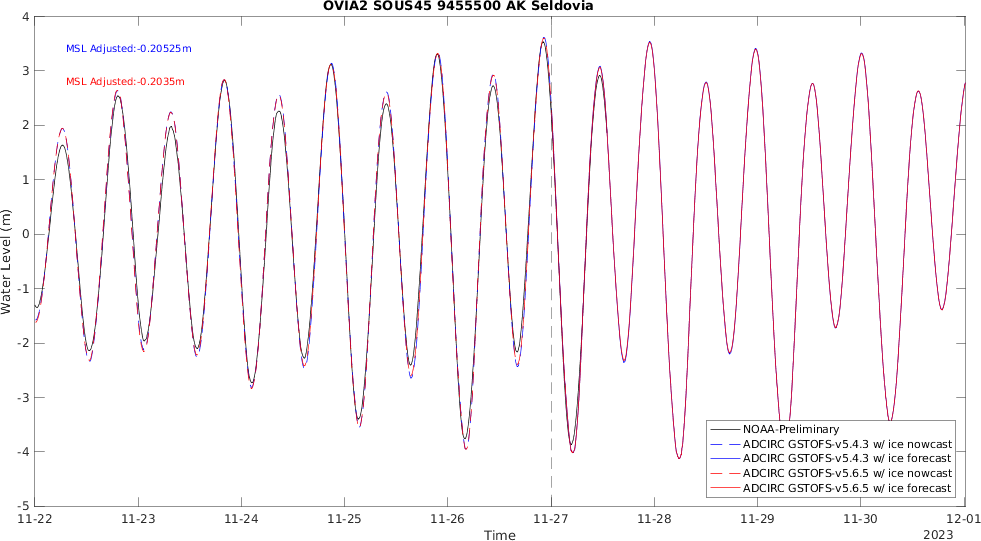 OVIA2 SOUS45 9455500 AK Seldovia
MSL Adjusted:-0.20525m
MSL Adjusted:-0.2035m
4
3
2
1
0
-1
-2
-3
-4
-5
Water Level (m)
NOAA-Preliminary
ADCIRC GSTOFS-v5.4.3 w/ ice nowcast
ADCIRC GSTOFS-v5.4.3 w/ ice forecast
ADCIRC GSTOFS-v5.6.5 w/ ice nowcast
ADCIRC GSTOFS-v5.6.5 w/ ice forecast
11-22 11-23 11-24 11-25 11-26 11-27 11-28 11-29 11-30 12-01
Time
2023